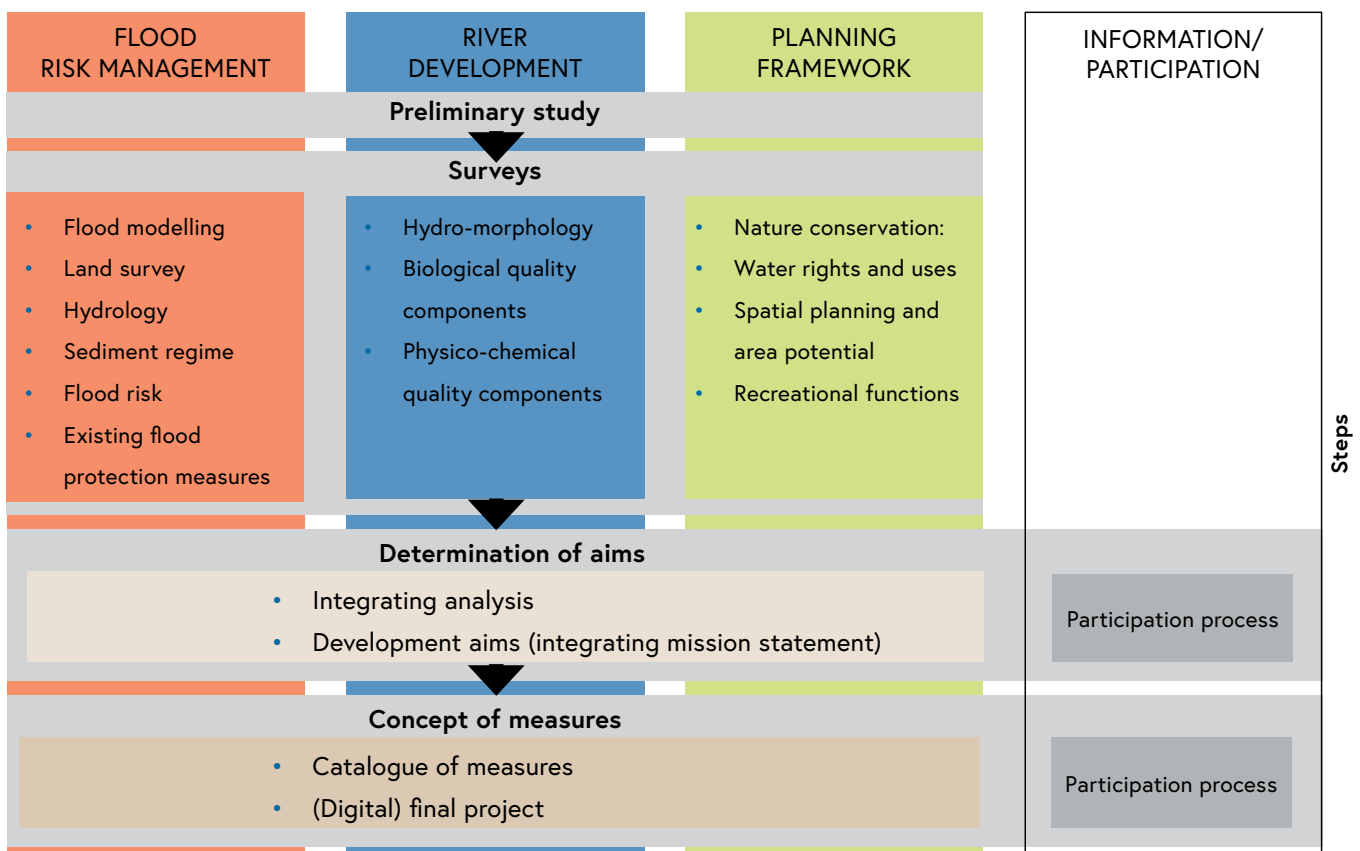 FLOOD
RISK MANAGEMENT
RIVER
DEVELOPMENT
PLANNING
FRAMEWORK
INFORMATION/
PARTICIPATION
Preliminary study
Surveys
• Flood modelling
• Land survey
• Hydrology
• Sediment regime
• Flood risk
• Existing flood
protection measures
• Hydro-morphology
• Biological quality
components
• Physico-chemical
quality components
• Nature conservation:
• Water rights and uses
• Spatial planning and
area potential
• Recreational functions
Steps
Determination of aims
• Integrating analysis
• Development aims (integrating mission statement)
Participation process
Concept of measures
• Catalogue of measures
• (Digital) final project
Participation process